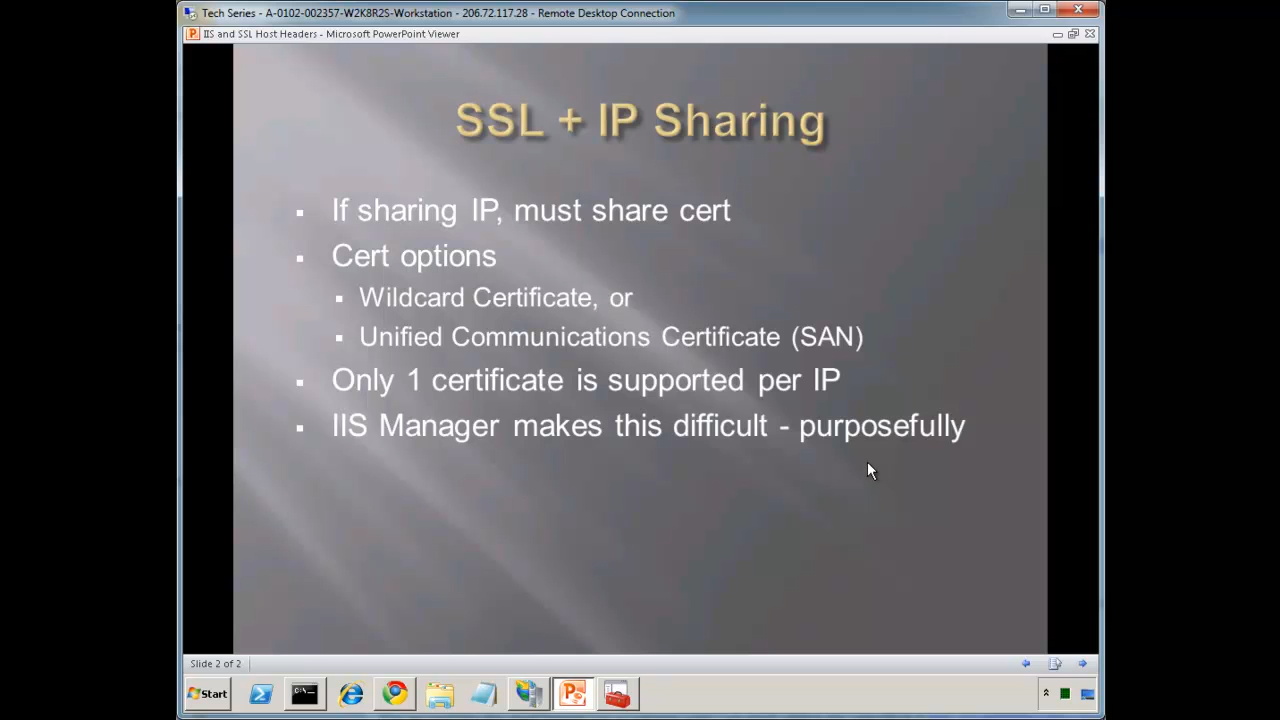 Tech Series - A-0102-002357-W2K8R2S-Workstation - 206.72.117.28 - Remote Desktop Connection
IIS and SSL Host Headers - Microsoft PowerPoint Viewer
SSL + IP Sharing
If sharing IP, must share cert
Cert options
Wildcard Certificate, or
Unified Communications Certificate (SAN)
Only 1 certificate is supported per IP
IIS Manager makes this difficult - purposefully
Slide 2 of 2
Start